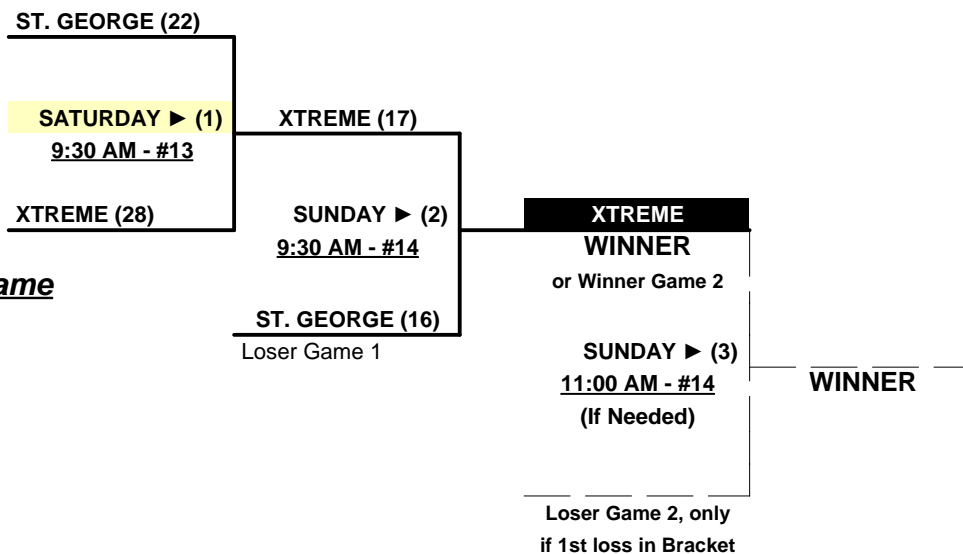 ST. GEORGE (22)
SATURDAY ► (1)
9:30 AM - #13
XTREME (28)
XTREME (17)
SUNDAY ► (2)
9:30 AM - #14
ame
ST. GEORGE (16)
Loser Game 1
XTREME
WINNER
or Winner Game 2
SUNDAY ► (3)
11:00 AM - #14
(If Needed)
WINNER
Loser Game 2, only
if 1st loss in Bracket